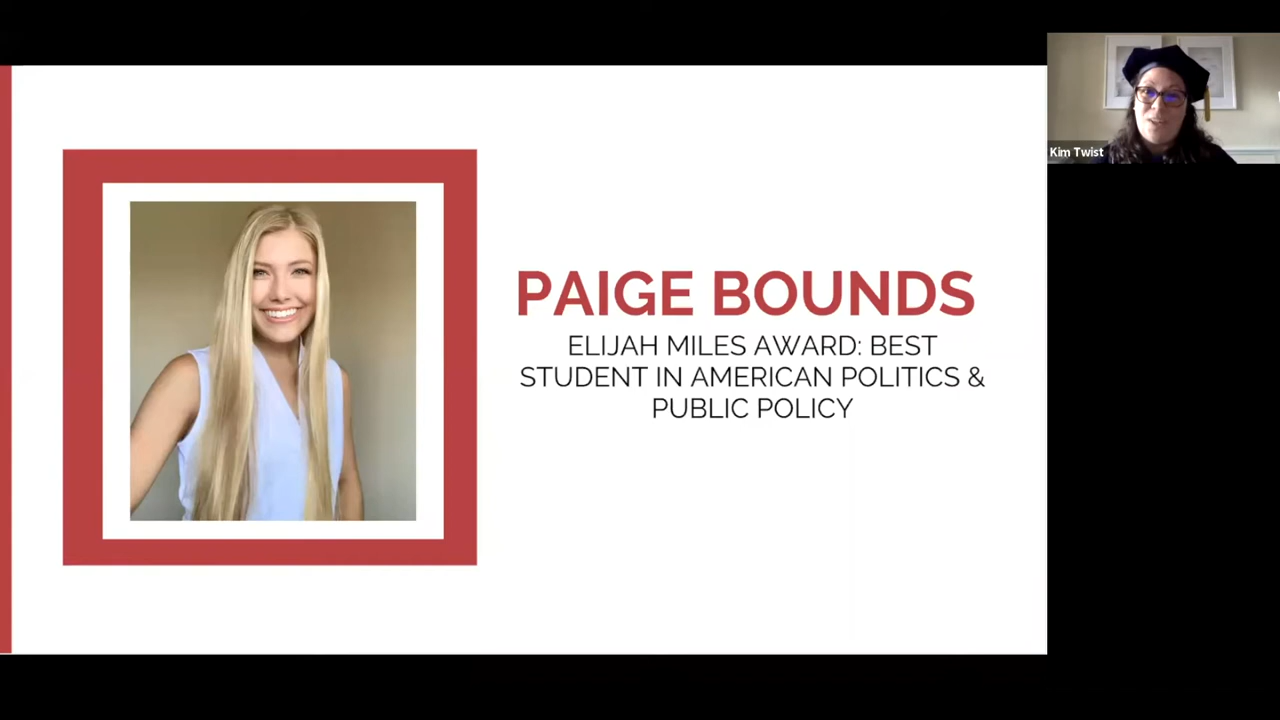 PAIGE BOUNDS
ELIJAH MILES AWARD: BEST
STUDENT IN AMERICAN POLITICS &
PUBLIC POLICY
Kim Twist